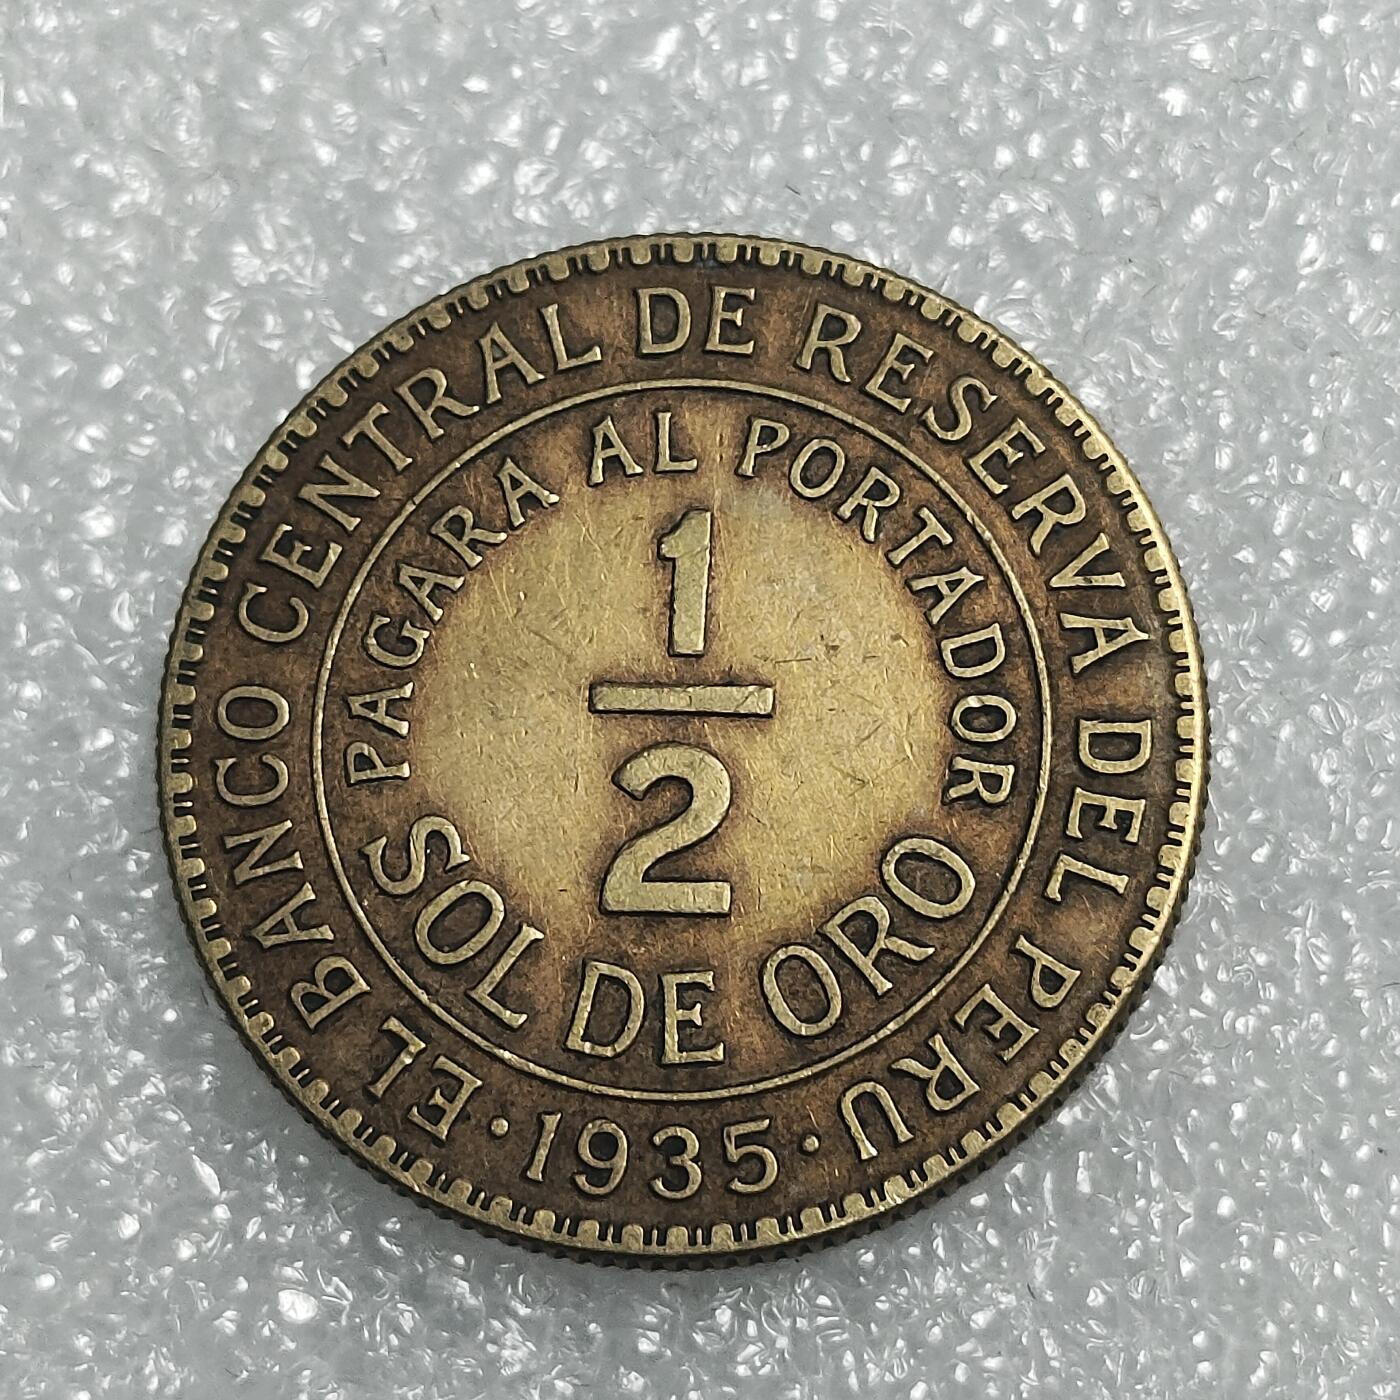 EL BANCO CENTRAL DE RESERVA DEL PERU
PAGARA AL PORTADOR
1
2
SOL DE ORO
·1935·